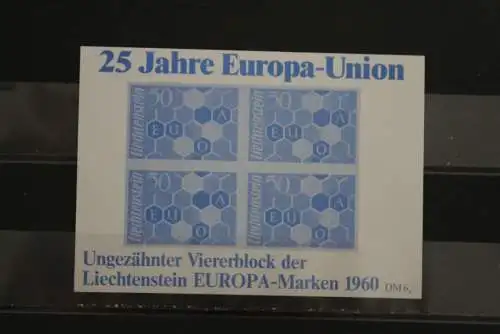 25 Jahre Europa-Union
50 50
Liechtenstein Liechtenstein
A A
E U E U
O A O
50 50
Liechtenstein Liechtenstein
A A
E U E U
O A O
Ungezähnter Viererblock der
Liechtenstein EUROPA-Marken 1960 DM 6,